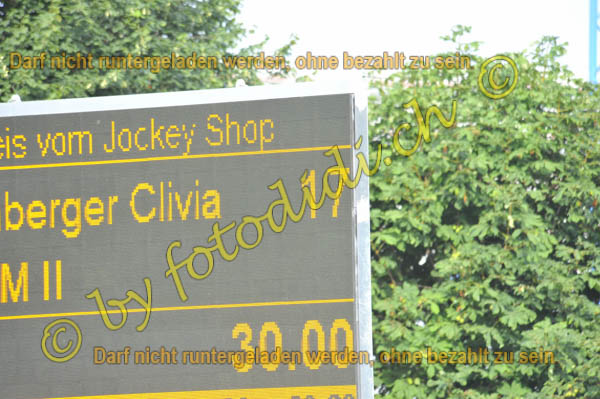 Darf nicht runtergeladen werden, ohne bezahlt zu sein.
eis vom Jockey Shop
berger Clivia 17
M II
© by fotodidi.ch ©
30.00
Darf nicht runtergeladen werden, ohne bezahlt zu sein.